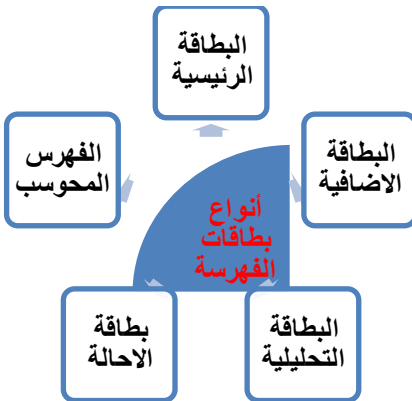 البطاقة
الرئيسية
البطاقة
الاضافية
الفهرس
المحوسب
أنواع
بطاقات
الفهرسة
البطاقة
التحليلية
بطاقة
الاحالة